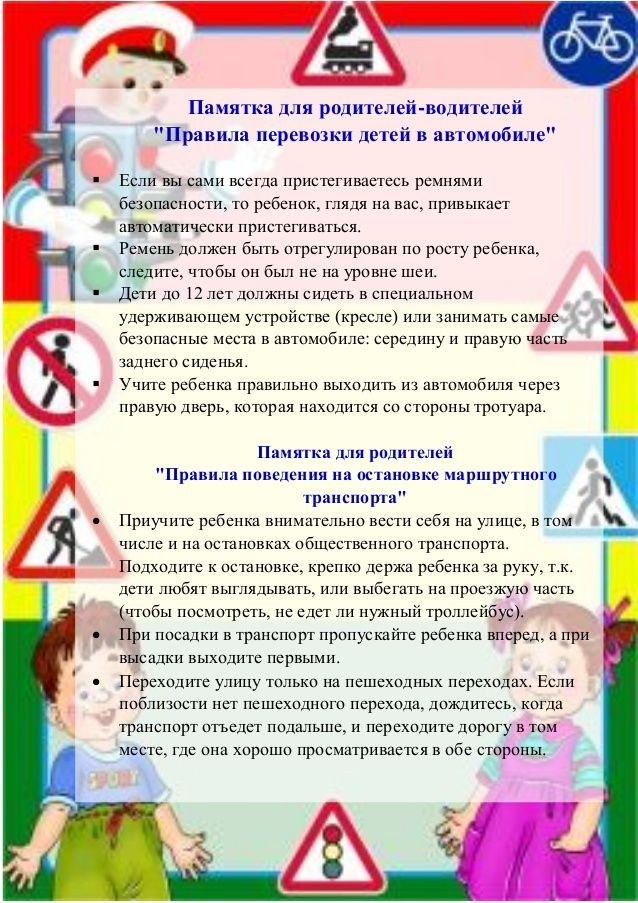 Памятка для родителей-водителей
"Правила перевозки детей в автомобиле"
▪ Если вы сами всегда пристегиваетесь ремнями
безопасности, то ребенок, глядя на вас, привыкает
автоматически пристегиваться.
▪ Ремень должен быть отрегулирован по росту ребенка,
следите, чтобы он был не на уровне шеи.
▪ Дети до 12 лет должны сидеть в специальном
удерживающем устройстве (кресле) или занимать самые
безопасные места в автомобиле: середину и правую часть
заднего сиденья.
▪ Учите ребенка правильно выходить из автомобиля через
правую дверь, которая находится со стороны тротуара.
Памятка для родителей
"Правила поведения на остановке маршрутного
транспорта"
• Приучите ребенка внимательно вести себя на улице, в том
числе и на остановках общественного транспорта.
Подходите к остановке, крепко держа ребенка за руку, т.к.
дети любят выглядывать, или выбегать на проезжую часть
(чтобы посмотреть, не едет ли нужный троллейбус).
• При посадки в транспорт пропускайте ребенка вперед, а при
высадки выходите первыми.
• Переходите улицу только на пешеходных переходах. Если
поблизости нет пешеходного перехода, дождитесь, когда
транспорт отъедет подальше, и переходите дорогу в том
месте, где она хорошо просматривается в обе стороны.
SPORT